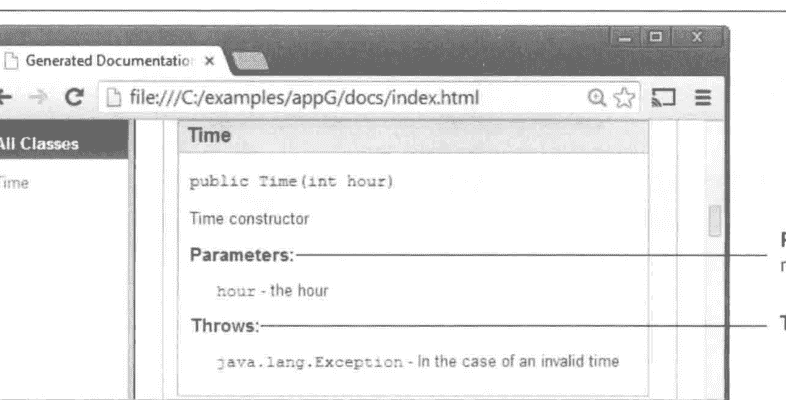 Generated Documentatio
file:///C:/examples/appG/docs/index.html
All Classes
Time
Time
public Time(int hour)
Time constructor
Parameters:
hour - the hour
Throws:
java.lang.Exception - In the case of an invalid time